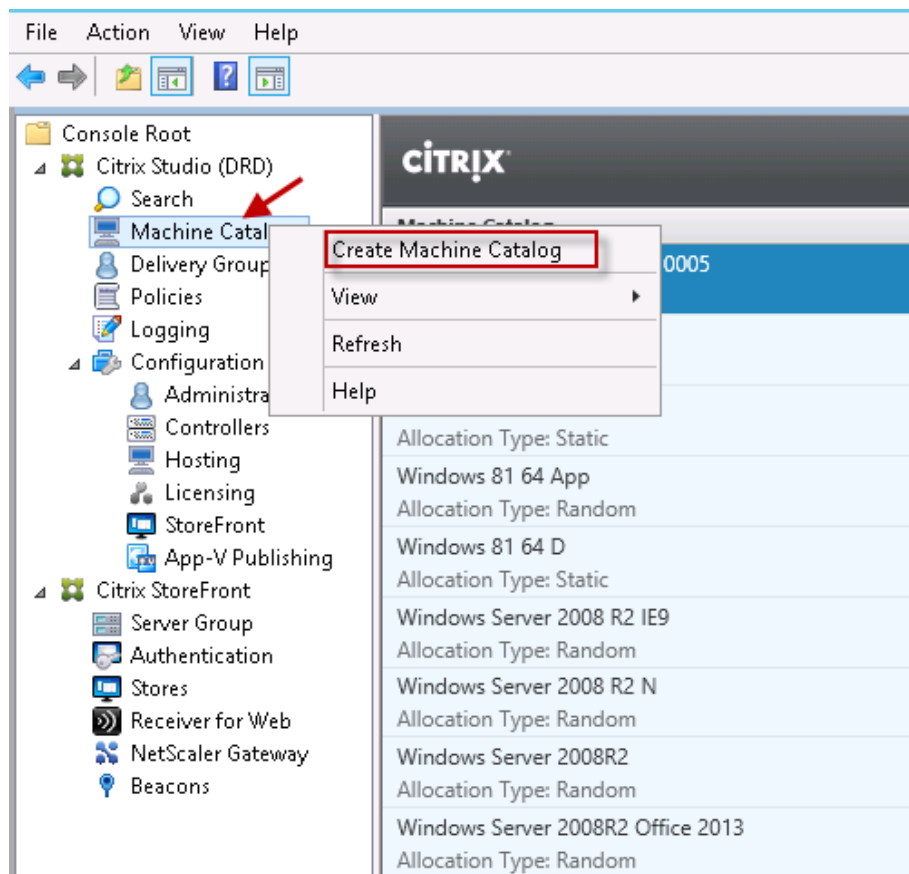 File Action View Help
Console Root
Citrix Studio (DRD)
Search
Machine Catal
Delivery Group
Policies
Logging
Configuration
Administra
Controllers
Hosting
Licensing
StoreFront
App-V Publishing
Citrix StoreFront
Server Group
Authentication
Stores
Receiver for Web
NetScaler Gateway
Beacons
Create Machine Catalog
View
Refresh
Help
CITRIX
Machine Catalog
0005
Allocation Type: Static
Windows 81 64 App
Allocation Type: Random
Windows 81 64 D
Allocation Type: Static
Windows Server 2008 R2 IE9
Allocation Type: Random
Windows Server 2008 R2 N
Allocation Type: Random
Windows Server 2008R2
Allocation Type: Random
Windows Server 2008R2 Office 2013
Allocation Type: Random